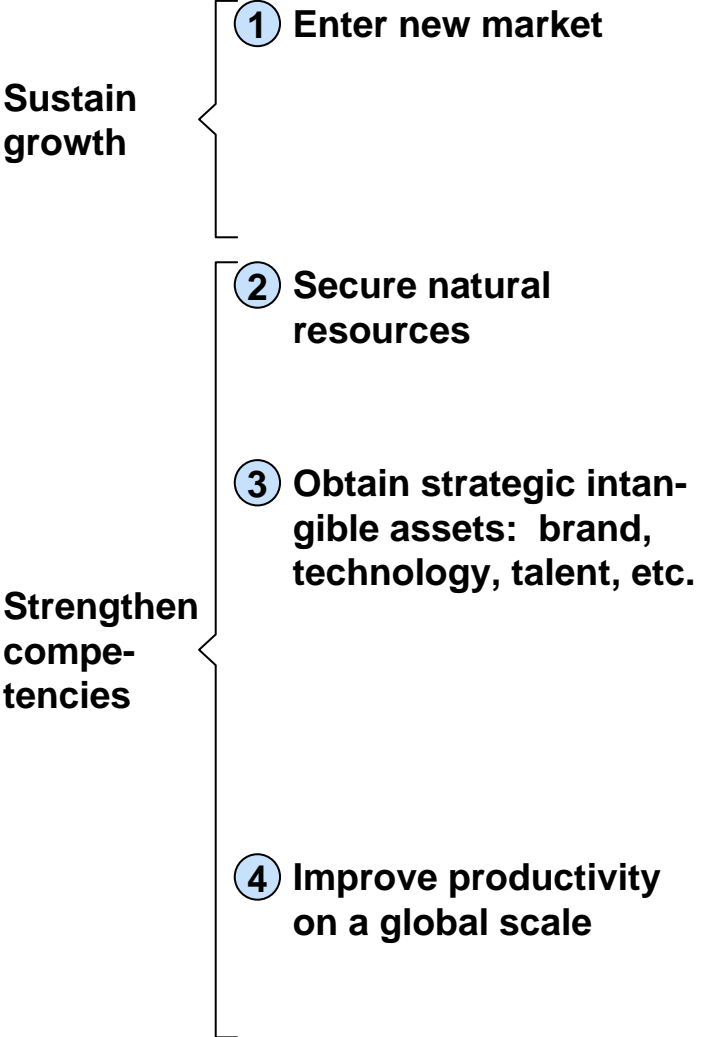 Sustain
growth
1 Enter new market
Strengthen
compe-
tencies
2 Secure natural
resources
3 Obtain strategic intan-
gible assets:  brand,
technology, talent, etc.
4 Improve productivity
on a global scale